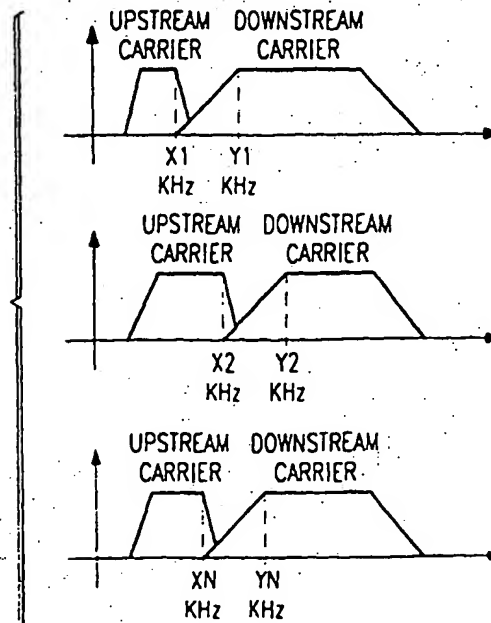 UPSTREAM DOWNSTREAM
CARRIER CARRIER
X1 Y1
KHz KHz
UPSTREAM DOWNSTREAM
CARRIER CARRIER
X2 Y2
KHz KHz
UPSTREAM DOWNSTREAM
CARRIER CARRIER
XN YN
KHz KHz